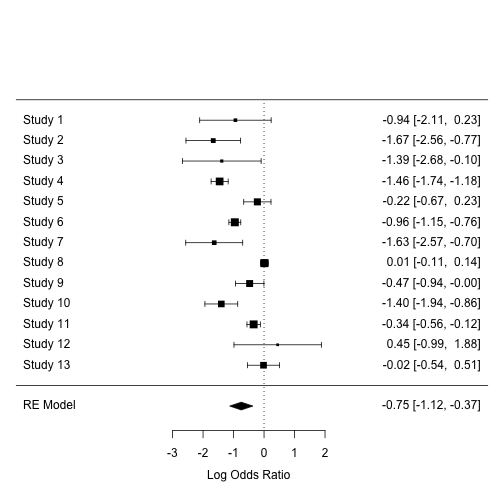 Study 1 -0.94 [-2.11, 0.23]
Study 2 -1.67 [-2.56, -0.77]
Study 3 -1.39 [-2.68, -0.10]
Study 4 -1.46 [-1.74, -1.18]
Study 5 -0.22 [-0.67, 0.23]
Study 6 -0.96 [-1.15, -0.76]
Study 7 -1.63 [-2.57, -0.70]
Study 8 0.01 [-0.11, 0.14]
Study 9 -0.47 [-0.94, -0.00]
Study 10 -1.40 [-1.94, -0.86]
Study 11 -0.34 [-0.56, -0.12]
Study 12 0.45 [-0.99, 1.88]
Study 13 -0.02 [-0.54, 0.51]
RE Model -0.75 [-1.12, -0.37]
-3 -2 -1 0 1 2
Log Odds Ratio